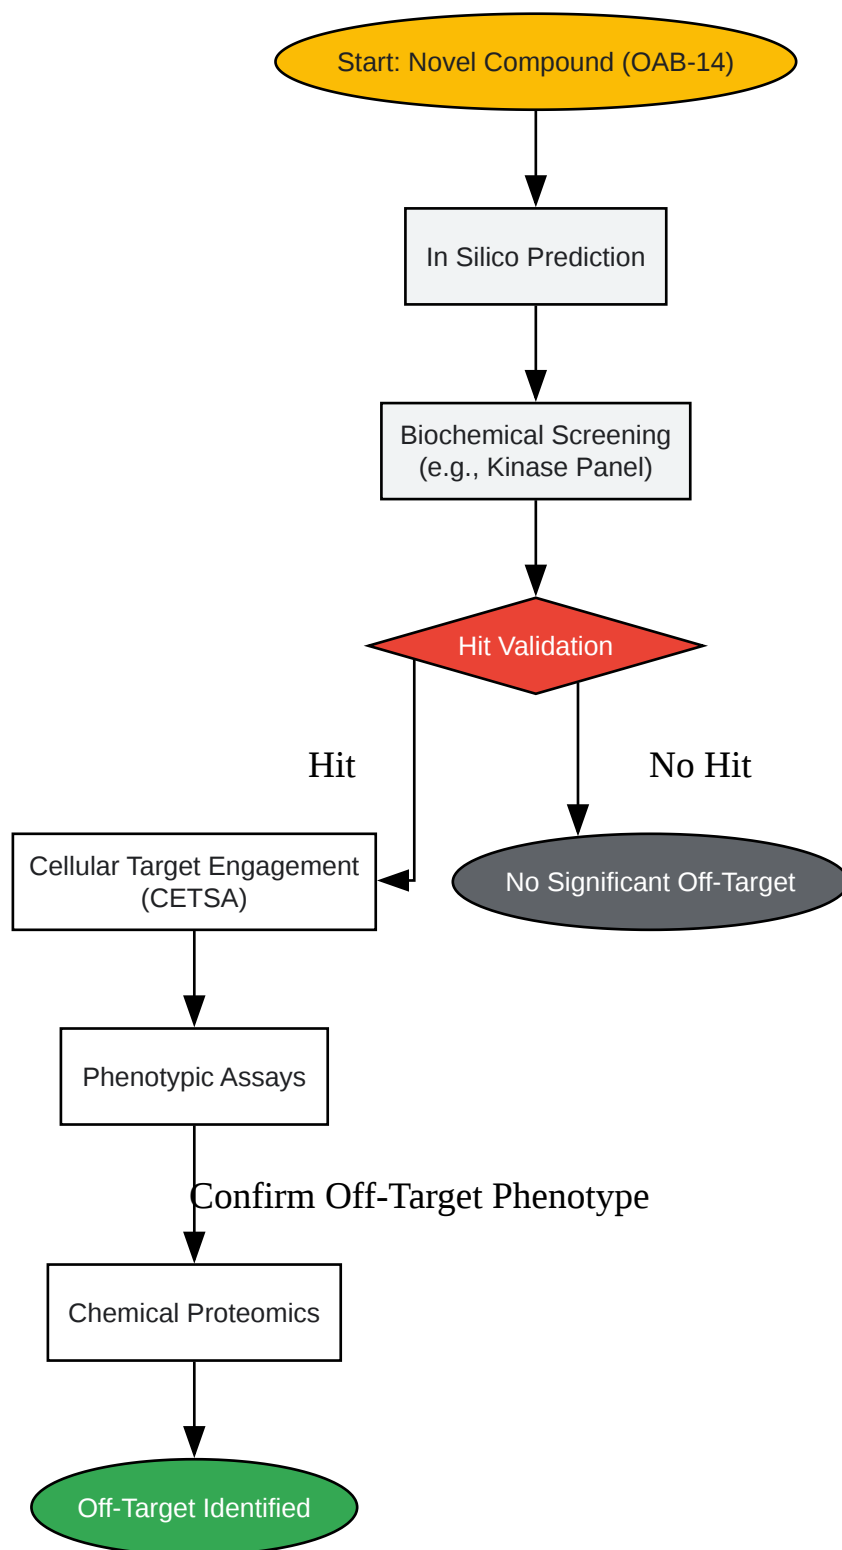 Start: Novel Compound (OAB-14)
In Silico Prediction
Biochemical Screening
(e.g., Kinase Panel)
Hit Validation
Hit
No Hit
Cellular Target Engagement
(CETSA)
No Significant Off-Target
Phenotypic Assays
Confirm Off-Target Phenotype
Chemical Proteomics
Off-Target Identified